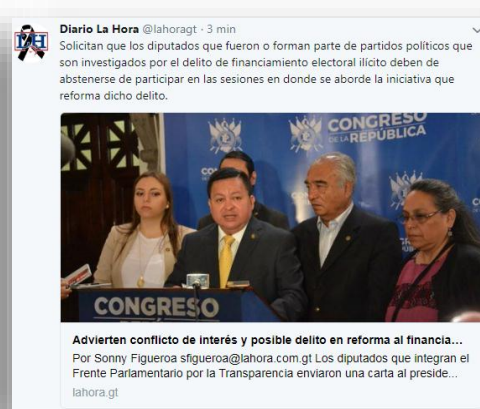 Diario La Hora @lahoragt · 3 min
LH
Solicitan que los diputados que fueron o forman parte de partidos políticos que
son investigados por el delito de financiamiento electoral ilícito deben de
abstenerse de participar en las sesiones en donde se aborde la iniciativa que
reforma dicho delito.
CONGRESO
DE LA REPÚBLICA
CONGRESO
Advierten conflicto de interés y posible delito en reforma al financia...
Por Sonny Figueroa sfigueroa@lahora.com.gt Los diputados que integran el
Frente Parlamentario por la Transparencia enviaron una carta al preside...
lahora.gt